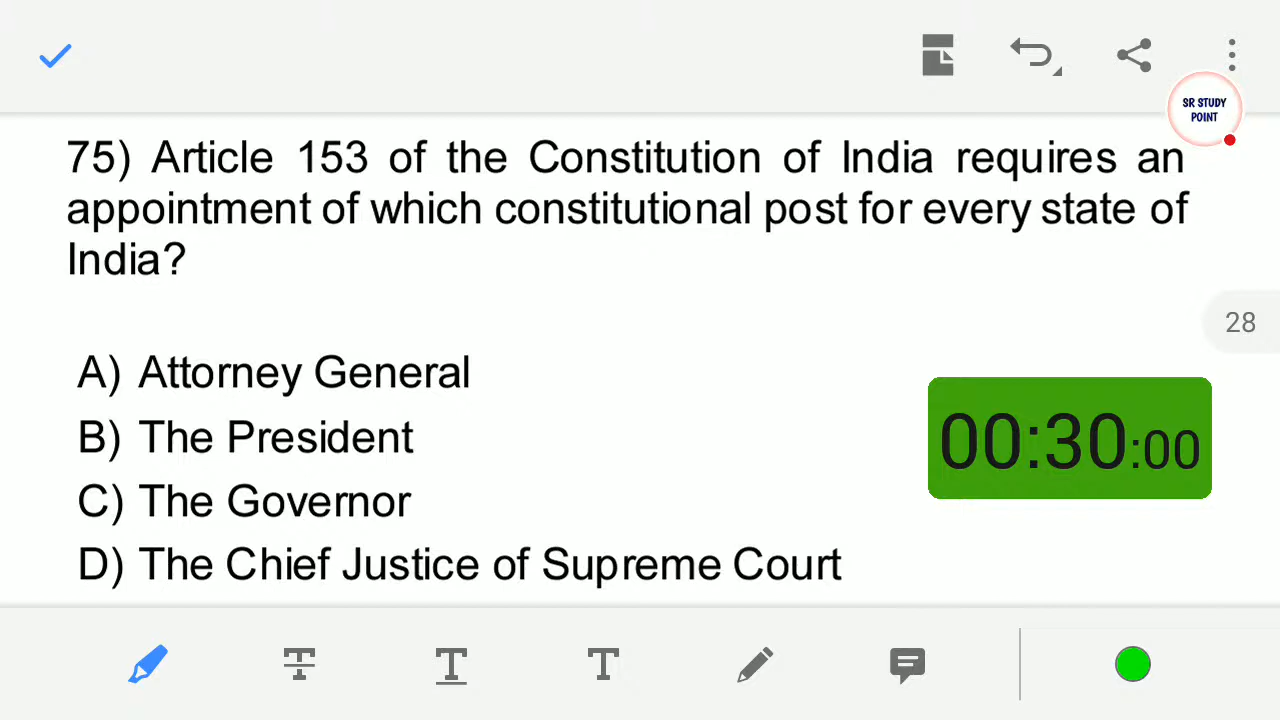 SR STUDY
POINT
75) Article 153 of the Constitution of India requires an
appointment of which constitutional post for every state of
India?
28
A) Attorney General
B) The President
C) The Governor
D) The Chief Justice of Supreme Court
00:30:00
T
T
T